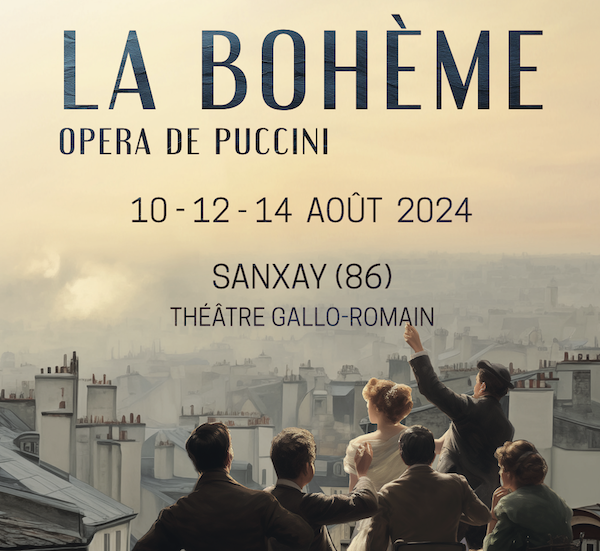 LA BOHÈME
OPERA DE PUCCINI
10 - 12 - 14 AOÛT 2024
SANXAY (86)
THÉÂTRE GALLO-ROMAIN